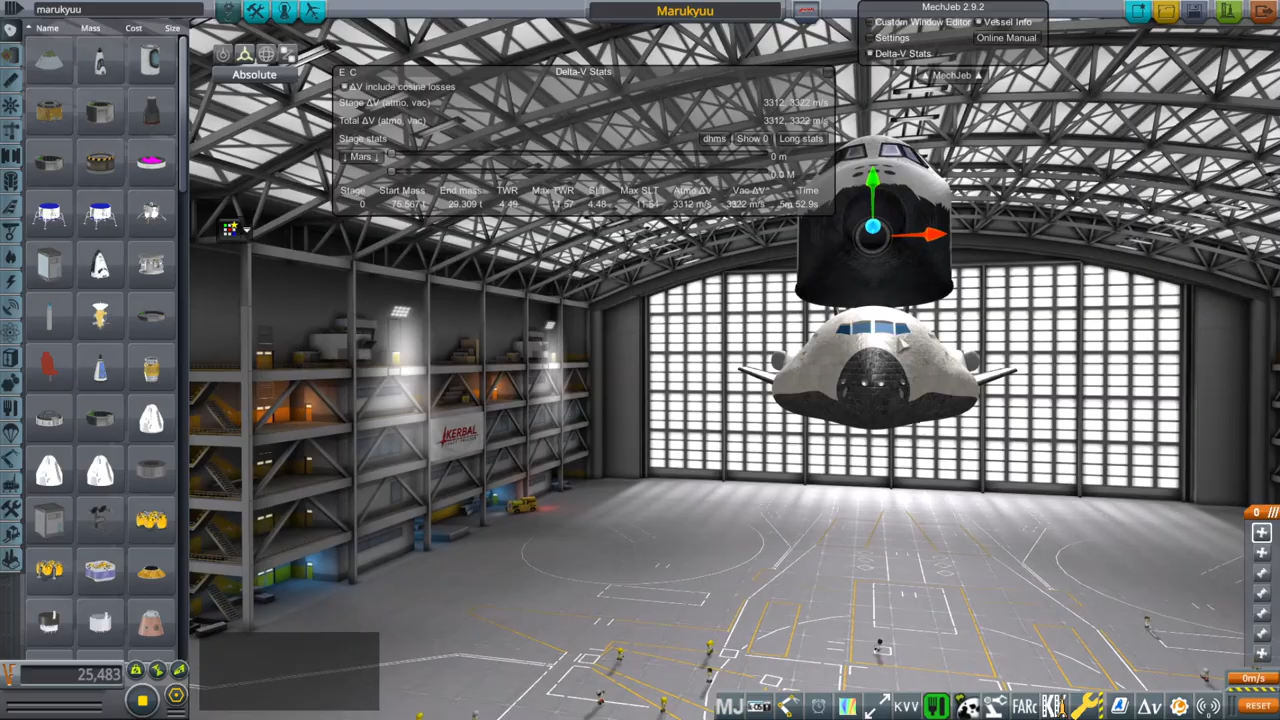 marukyuu
Marukyuu
MechJeb 2.9.2
Custom Window Editor
Vessel Info
Settings
Online Manual
Delta-V Stats
▲ MechJeb ▲
Name
Mass
Cost
Size
Absolute
E C
Delta-V Stats
ΔV include cosine losses
Stage ΔV (atmo, vac)
3312, 3322 m/s
Total ΔV (atmo, vac)
3312, 3322 m/s
Stage stats
dhms
Show 0
Long stats
↓ Mars ↓
0 m
0.0 M
Stage Start Mass End mass TWR Max TWR SLT Max SLT Atmo ΔV Vac ΔV Time
0 75.567 t 29.309 t 4.49 11.57 4.48 11.54 3312 m/s 3322 m/s 5m 52.9s
KERBAL
0
25,483
0m/s
MJ
KVV
FARc
Δv
RESET